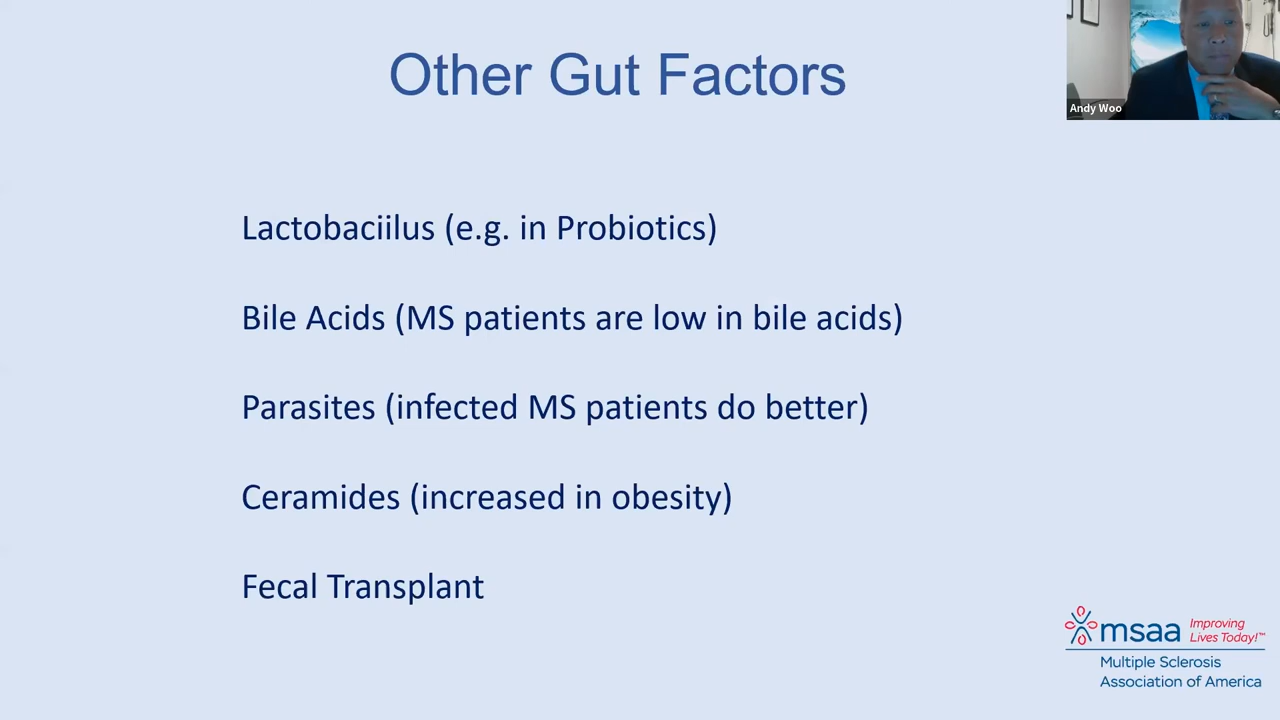 Other Gut Factors
Andy Woo
Lactobaciilus (e.g. in Probiotics)
Bile Acids (MS patients are low in bile acids)
Parasites (infected MS patients do better)
Ceramides (increased in obesity)
Fecal Transplant
msaa Improving
Lives Today!™
Multiple Sclerosis
Association of America